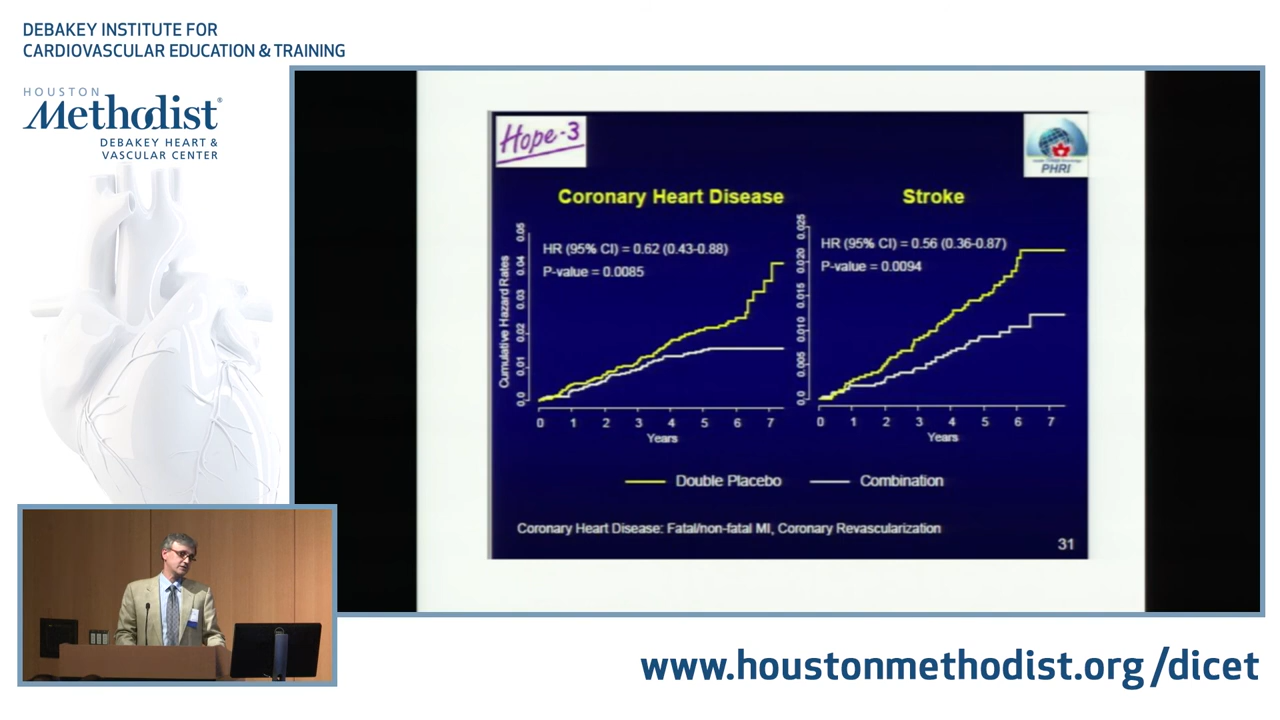 DEBAKEY INSTITUTE FOR
CARDIOVASCULAR EDUCATION & TRAINING
HOUSTON
Methodist®
DEBAKEY HEART &
VASCULAR CENTER
Hope-3
PHRI
Coronary Heart Disease
Stroke
HR (95% CI) = 0.62 (0.43-0.88)
P-value = 0.0085
HR (95% CI) = 0.56 (0.36-0.87)
P-value = 0.0094
Cumulative Hazard Rates
0.0 0.01 0.02 0.03 0.04 0.05
0.0 0.005 0.010 0.015 0.020 0.025
0 1 2 3 4 5 6 7
Years
0 1 2 3 4 5 6 7
Years
Double Placebo
Combination
Coronary Heart Disease: Fatal/non-fatal MI, Coronary Revascularization
31
www.houstonmethodist.org/dicet